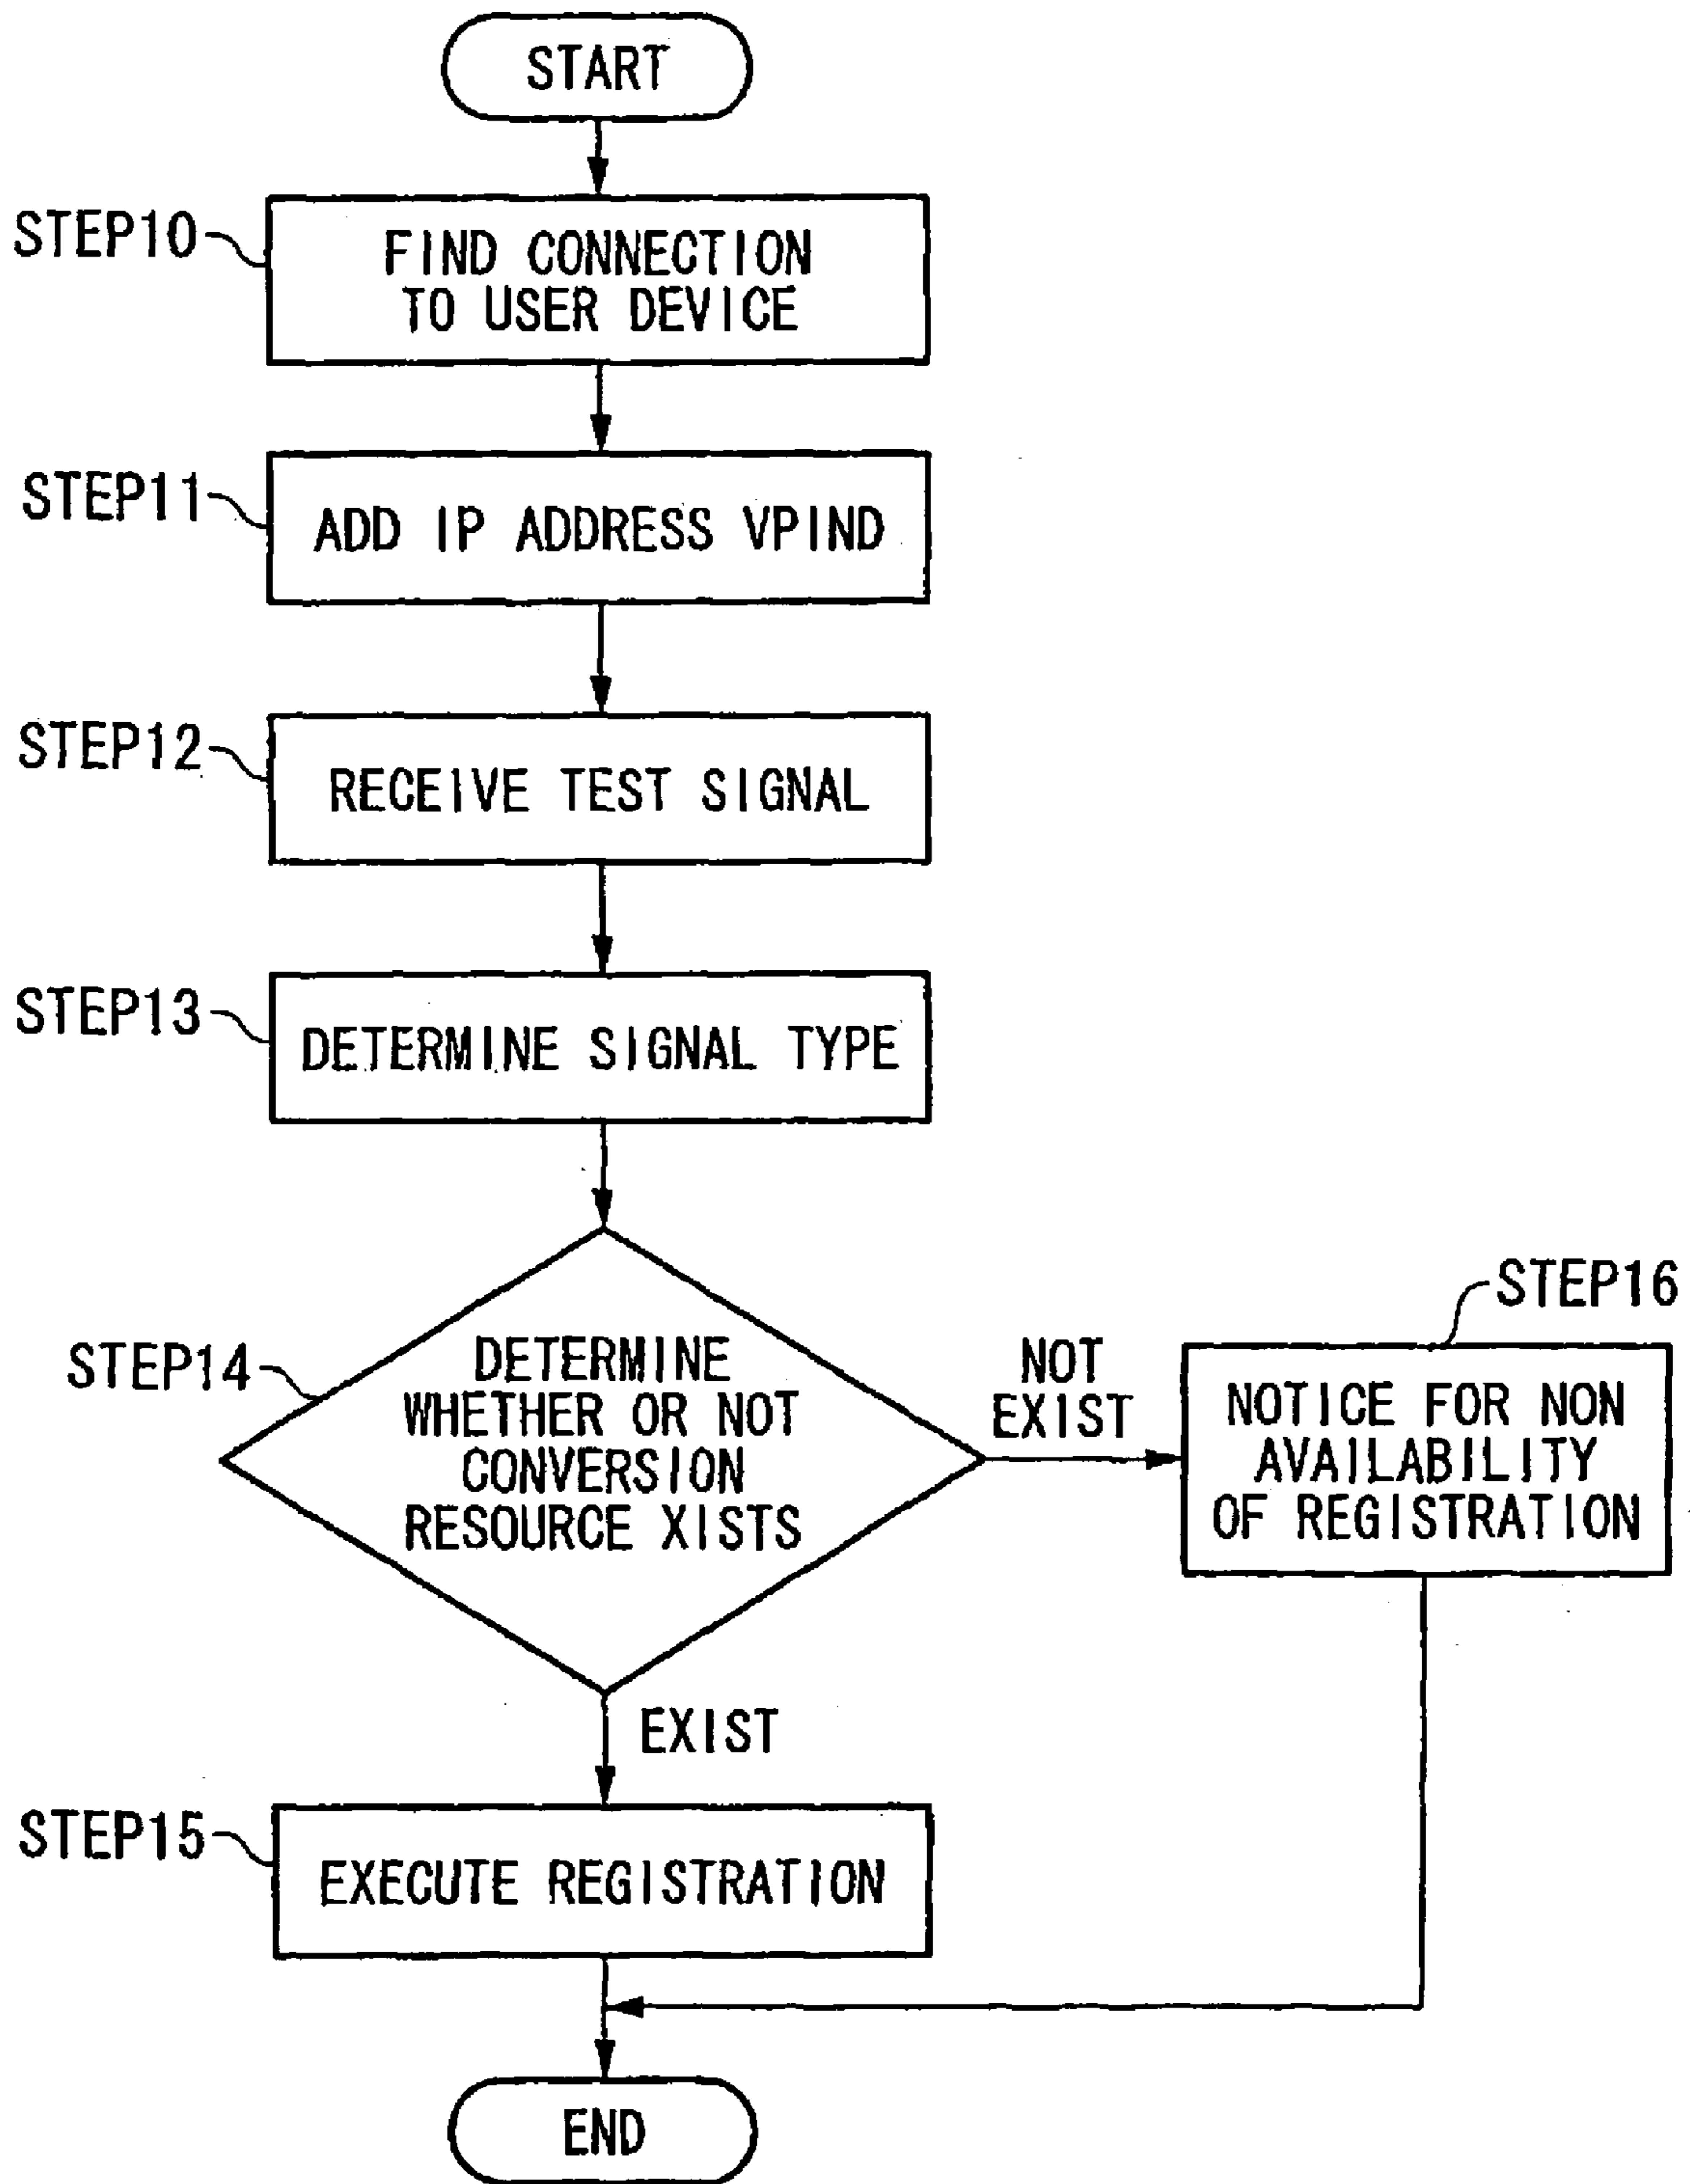 START
STEP10
FIND CONNECTION
TO USER DEVICE
STEP11
ADD IP ADDRESS VPIND
STEP12
RECEIVE TEST SIGNAL
STEP13
DETERMINE SIGNAL TYPE
STEP14
DETERMINE
WHETHER OR NOT
CONVERSION
RESOURCE XISTS
NOT
EXIST
STEP16
NOTICE FOR NON
AVAILABILITY
OF REGISTRATION
EXIST
STEP15
EXECUTE REGISTRATION
END